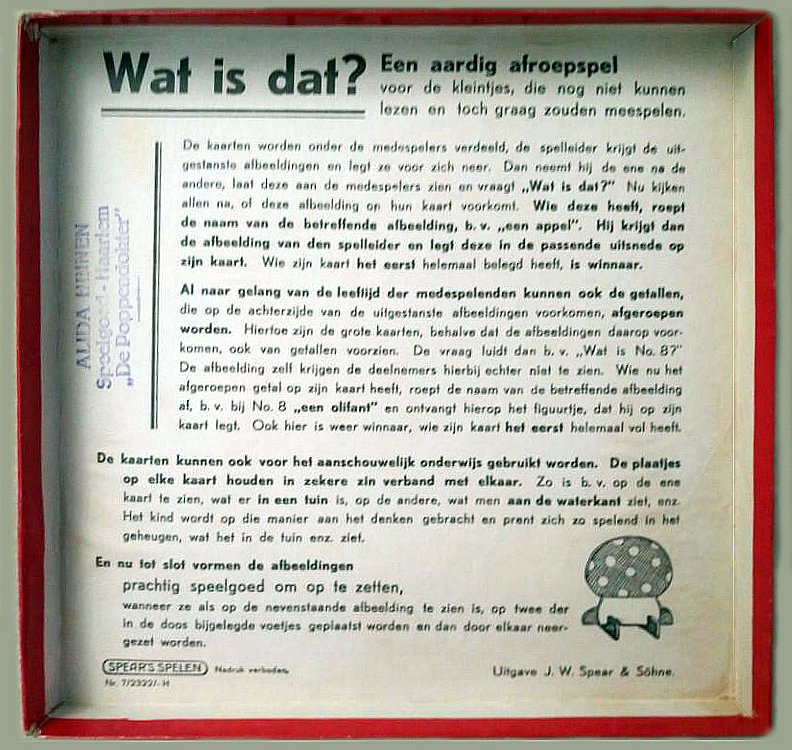 Wat is dat?
Een aardig afroepspel
voor de kleintjes, die nog niet kunnen
lezen en toch graag zouden meespelen.
De kaarten worden onder de medespelers verdeeld, de spelleider krijgt de uit-
gestanste afbeeldingen en legt ze voor zich neer. Dan neemt hij de ene na de
andere, laat deze aan de medespelers zien en vraagt „Wat is dat?” Nu kijken
allen na, of deze afbeelding op hun kaart voorkomt. Wie deze heeft, roept
de naam van de betreffende afbeelding, b. v. „een appel”. Hij krijgt dan
de afbeelding van den spelleider en legt deze in de passende uitsnede op
zijn kaart. Wie zijn kaart het eerst helemaal belegd heeft, is winnaar.
Al naar gelang van de leeftijd der medespelenden kunnen ook de getallen,
die op de achterzijde van de uitgestanste afbeeldingen voorkomen, afgeroepen
worden. Hiertoe zijn de grote kaarten, behalve dat de afbeeldingen daarop voor-
komen, ook van getallen voorzien. De vraag luidt dan b. v. „Wat is No. 8?”
De afbeelding zelf krijgen de deelnemers hierbij echter niet te zien. Wie nu het
afgeroepen getal op zijn kaart heeft, roept de naam van de betreffende afbeelding
af, b. v. bij No. 8 „een olifant” en ontvangt hierop het figuurtje, dat hij op zijn
kaart legt. Ook hier is weer winnaar, wie zijn kaart het eerst helemaal vol heeft.
De kaarten kunnen ook voor het aanschouwelijk onderwijs gebruikt worden. De plaatjes
op elke kaart houden in zekere zin verband met elkaar. Zo is b. v. op de ene
kaart te zien, wat er in een tuin is, op de andere, wat men aan de waterkant ziet, enz.
Het kind wordt op die manier aan het denken gebracht en prent zich zo spelend in het
geheugen, wat het in de tuin enz. ziet.
En nu tot slot vormen de afbeeldingen
prachtig speelgoed om op te zetten,
wanneer ze als op de nevenstaande afbeelding te zien is, op twee der
in de doos bijgelegde voetjes geplaatst worden en dan door elkaar neer-
gezet worden.
SPEAR'S SPELEN Nadruk verboden.
Nr. 7/2322/- H
Uitgave J. W. Spear & Söhne.
ALIDA HEINEN
Speelgoed - Haarlem
„De Poppendokter”